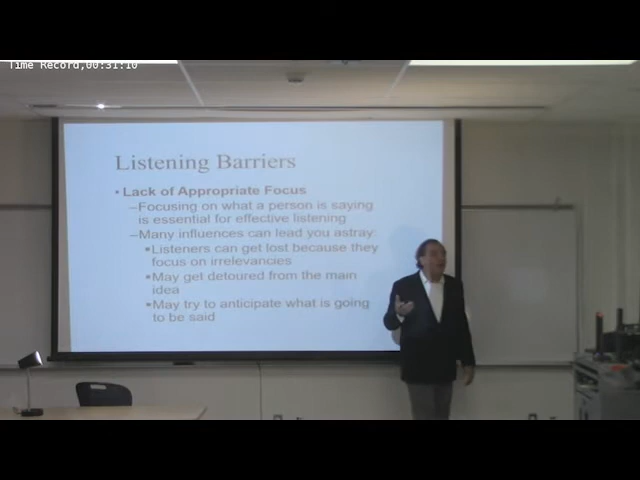 Time Record,00:31:10
Listening Barriers
▪ Lack of Appropriate Focus
–Focusing on what a person is saying
is essential for effective listening
–Many influences can lead you astray:
▪Listeners can get lost because they
focus on irrelevancies
▪May get detoured from the main
idea
▪May try to anticipate what is going
to be said